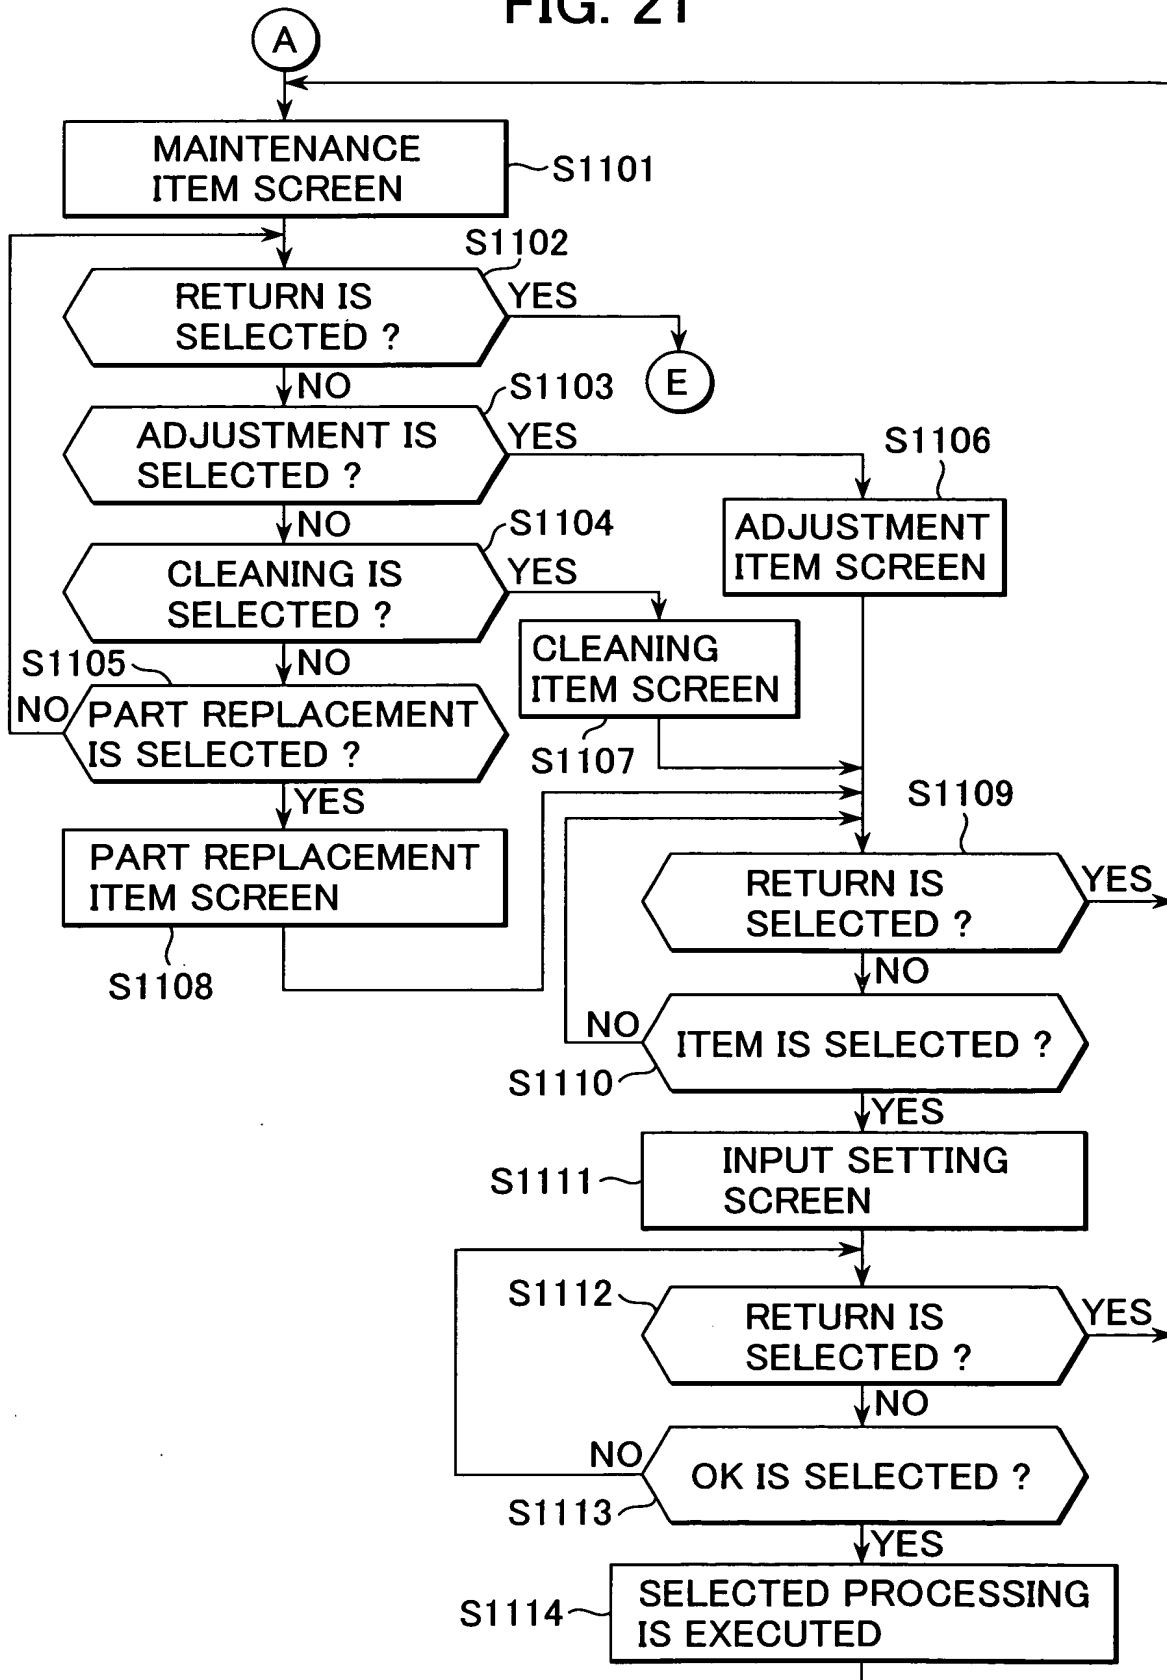 FIG. 21
A
MAINTENANCE
ITEM SCREEN
S1101
S1102
RETURN IS
SELECTED ?
YES
E
NO
S1103
ADJUSTMENT IS
SELECTED ?
YES
S1106
ADJUSTMENT
ITEM SCREEN
NO
S1104
CLEANING IS
SELECTED ?
YES
CLEANING
ITEM SCREEN
S1107
NO
S1105
NO
PART REPLACEMENT
IS SELECTED ?
YES
PART REPLACEMENT
ITEM SCREEN
S1108
S1109
RETURN IS
SELECTED ?
YES
NO
NO
ITEM IS SELECTED ?
S1110
YES
S1111
INPUT SETTING
SCREEN
S1112
RETURN IS
SELECTED ?
YES
NO
NO
OK IS SELECTED ?
S1113
YES
S1114
SELECTED PROCESSING
IS EXECUTED